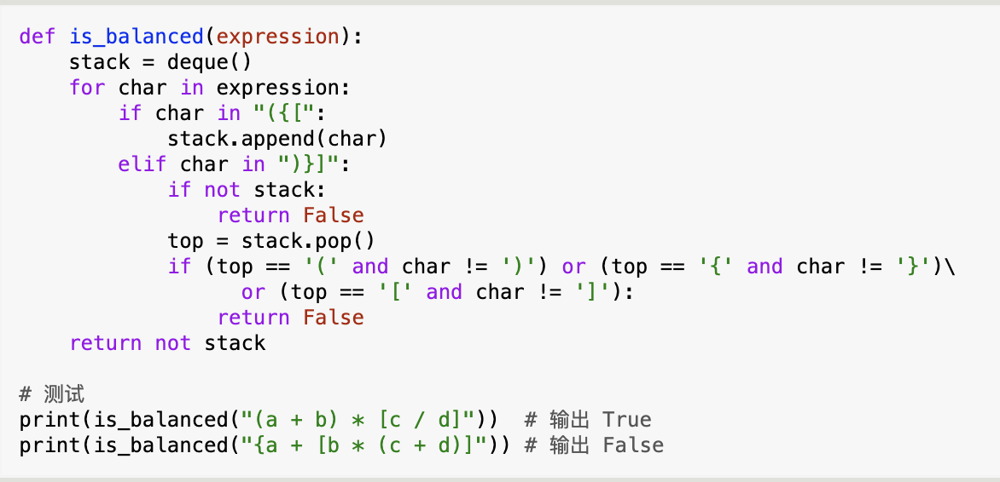 def is_balanced(expression):
    stack = deque()
    for char in expression:
        if char in "({[":
            stack.append(char)
        elif char in ")}]":
            if not stack:
                return False
            top = stack.pop()
            if (top == '(' and char != ')') or (top == '{' and char != '}')\
                  or (top == '[' and char != ']'):
                return False
    return not stack

# 测试
print(is_balanced("(a + b) * [c / d]"))  # 输出 True
print(is_balanced("{a + [b * (c + d)]")) # 输出 False